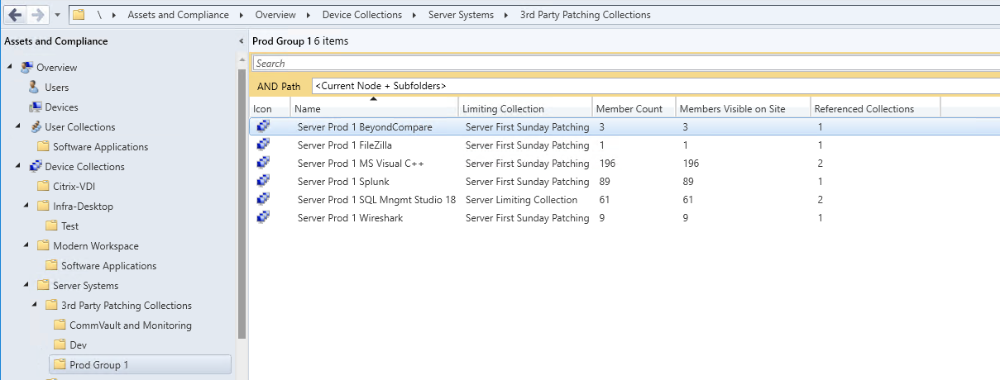 \ Assets and Compliance Overview Device Collections Server Systems 3rd Party Patching Collections
Assets and Compliance
Overview
Users
Devices
User Collections
Software Applications
Device Collections
Citrix-VDI
Infra-Desktop
Test
Modern Workspace
Software Applications
Server Systems
3rd Party Patching Collections
CommVault and Monitoring
Dev
Prod Group 1
Prod Group 1 6 items
Search
AND Path <Current Node + Subfolders>
Icon Name Limiting Collection Member Count Members Visible on Site Referenced Collections
Server Prod 1 BeyondCompare Server First Sunday Patching 3 3 1
Server Prod 1 FileZilla Server First Sunday Patching 1 1 1
Server Prod 1 MS Visual C++ Server First Sunday Patching 196 196 2
Server Prod 1 Splunk Server First Sunday Patching 89 89 1
Server Prod 1 SQL Mngmt Studio 18 Server Limiting Collection 61 61 2
Server Prod 1 Wireshark Server First Sunday Patching 9 9 1